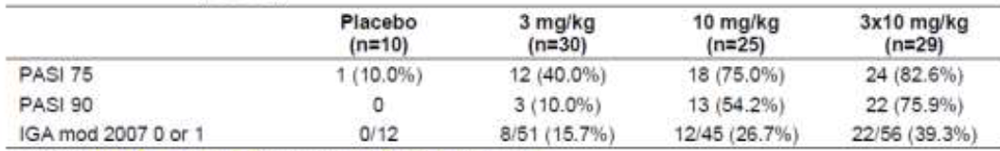 Placebo 3 mg/kg 10 mg/kg 3x10 mg/kg
(n=10) (n=30) (n=25) (n=29)
PASI 75 1 (10.0%) 12 (40.0%) 18 (75.0%) 24 (82.6%)
PASI 90 0 3 (10.0%) 13 (54.2%) 22 (75.9%)
IGA mod 2007 0 or 1 0/12 8/51 (15.7%) 12/45 (26.7%) 22/56 (39.3%)